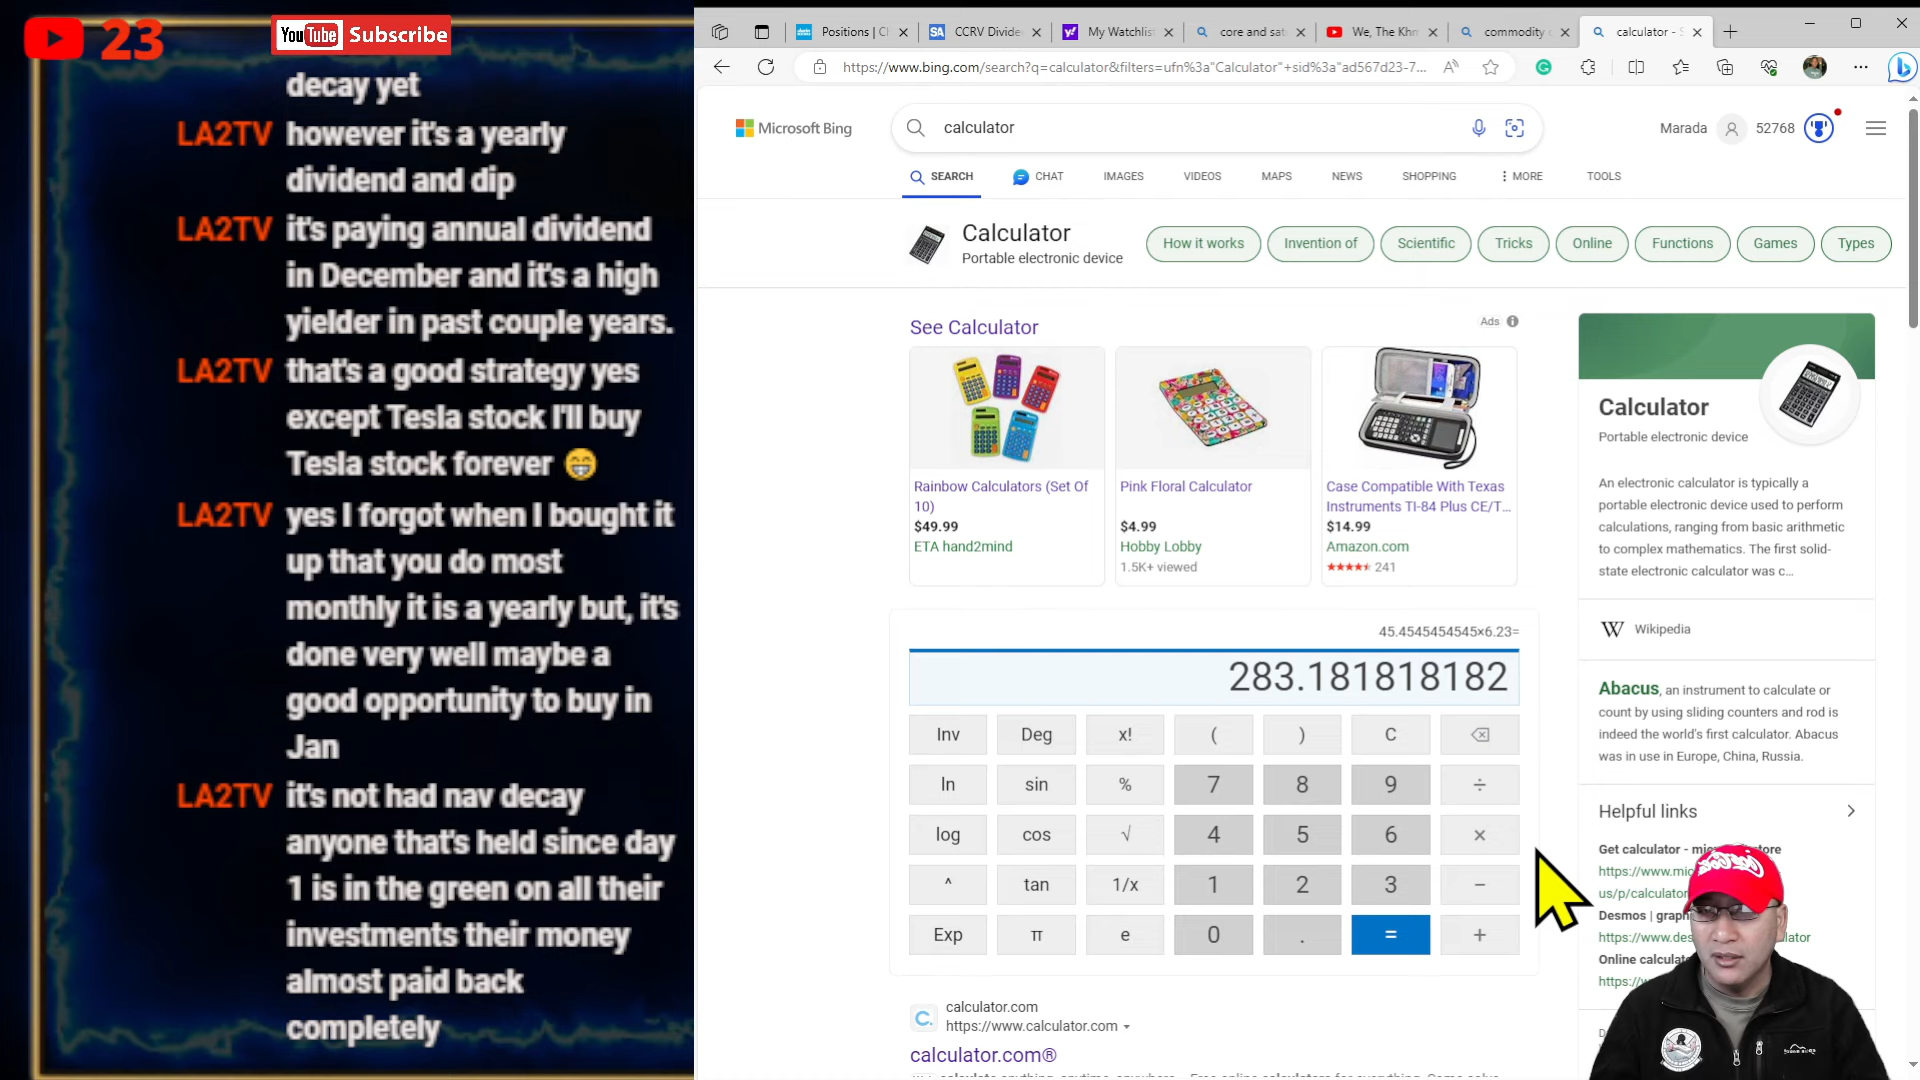 23
YouTube Subscribe
decay yet
LA2TV however it's a yearly
dividend and dip
LA2TV it's paying annual dividend
in December and it's a high
yielder in past couple years.
LA2TV that's a good strategy yes
except Tesla stock I'll buy
Tesla stock forever 😁
LA2TV yes I forgot when I bought it
up that you do most
monthly it is a yearly but, it's
done very well maybe a
good opportunity to buy in
Jan
LA2TV it's not had nav decay
anyone that's held since day
1 is in the green on all their
investments their money
almost paid back
completely
Positions | C
CCRV Divide
My Watchlist
core and sat
We, The Khm
commodity
calculator - S
https://www.bing.com/search?q=calculator&filters=ufn%3a"Calculator"+sid%3a"ad567d23-7...
Microsoft Bing
calculator
Marada
52768
SEARCH
CHAT
IMAGES
VIDEOS
MAPS
NEWS
SHOPPING
MORE
TOOLS
Calculator
Portable electronic device
How it works
Invention of
Scientific
Tricks
Online
Functions
Games
Types
See Calculator
Ads
Rainbow Calculators (Set Of
10)
$49.99
ETA hand2mind
Pink Floral Calculator
$4.99
Hobby Lobby
1.5K+ viewed
Case Compatible With Texas
Instruments TI-84 Plus CE/T...
$14.99
Amazon.com
241
45.4545454545×6.23=
283.181818182
Inv Deg x! ( ) C
ln sin % 7 8 9 ÷
log cos √ 4 5 6 ×
^ tan 1/x 1 2 3 −
Exp π e 0 . = +
calculator.com
https://www.calculator.com
calculator.com®
Calculator
Portable electronic device
An electronic calculator is typically a
portable electronic device used to perform
calculations, ranging from basic arithmetic
to complex mathematics. The first solid-
state electronic calculator was c...
Wikipedia
Abacus, an instrument to calculate or
count by using sliding counters and rod is
indeed the world's first calculator. Abacus
was in use in Europe, China, Russia.
Helpful links
Get calculator - mic
https://www.mic
us/p/calculator
Desmos | graph
https://www.des
Online calculat